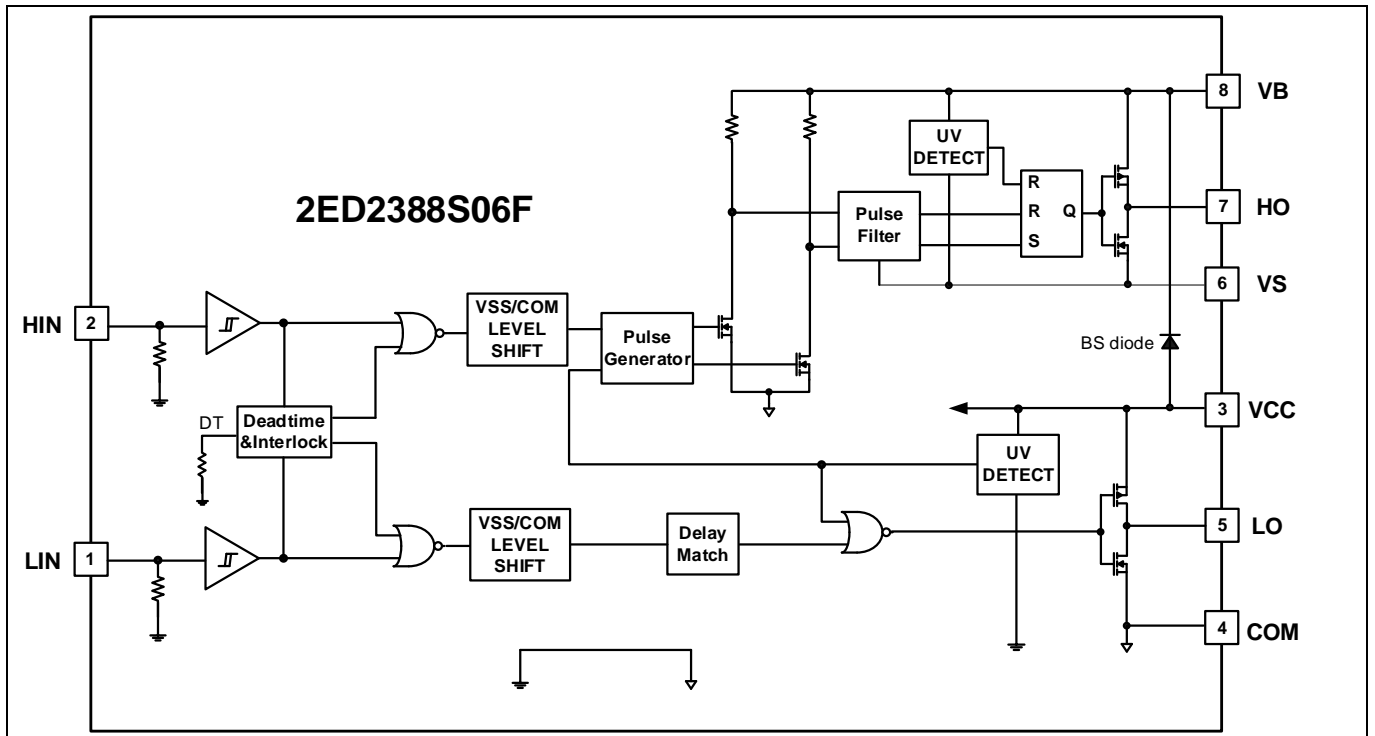 8
VB
UV
DETECT
2ED2388S06F
R
R
Q
S
Pulse
Filter
7
HO
6
VS
HIN
2
VSS/COM
LEVEL
SHIFT
Pulse
Generator
BS diode
DT
Deadtime
&Interlock
3
VCC
UV
DETECT
LIN
1
VSS/COM
LEVEL
SHIFT
Delay
Match
5
LO
4
COM